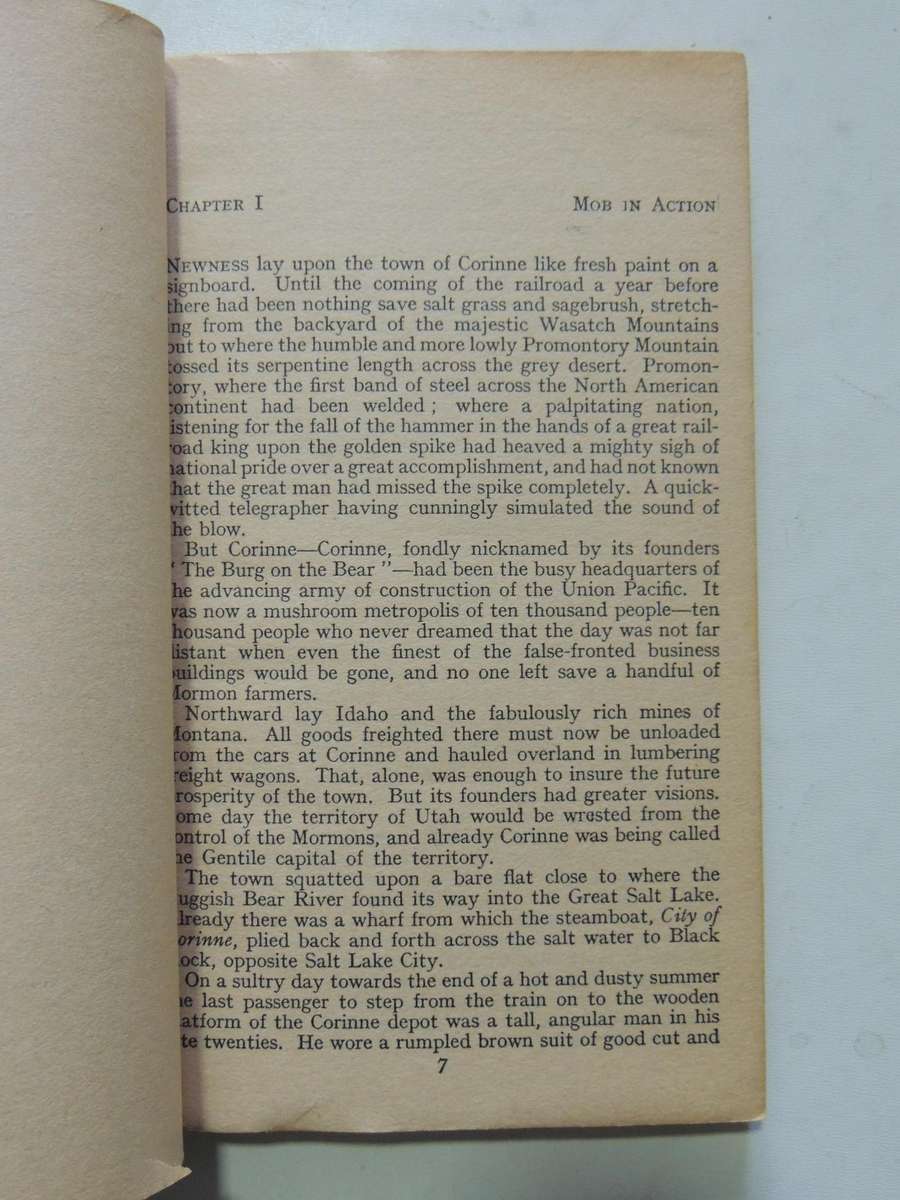 CHAPTER I MOB IN ACTION
NEWNESS lay upon the town of Corinne like fresh paint on a
signboard. Until the coming of the railroad a year before
there had been nothing save salt grass and sagebrush, stretch-
ing from the backyard of the majestic Wasatch Mountains
out to where the humble and more lowly Promontory Mountain
tossed its serpentine length across the grey desert. Promon-
tory, where the first band of steel across the North American
continent had been welded ; where a palpitating nation,
listening for the fall of the hammer in the hands of a great rail-
road king upon the golden spike had heaved a mighty sigh of
national pride over a great accomplishment, and had not known
that the great man had missed the spike completely. A quick-
witted telegrapher having cunningly simulated the sound of
the blow.
But Corinne—Corinne, fondly nicknamed by its founders
" The Burg on the Bear "—had been the busy headquarters of
the advancing army of construction of the Union Pacific. It
was now a mushroom metropolis of ten thousand people—ten
thousand people who never dreamed that the day was not far
distant when even the finest of the false-fronted business
buildings would be gone, and no one left save a handful of
Mormon farmers.
Northward lay Idaho and the fabulously rich mines of
Montana. All goods freighted there must now be unloaded
from the cars at Corinne and hauled overland in lumbering
freight wagons. That, alone, was enough to insure the future
prosperity of the town. But its founders had greater visions.
Some day the territory of Utah would be wrested from the
control of the Mormons, and already Corinne was being called
the Gentile capital of the territory.
The town squatted upon a bare flat close to where the
sluggish Bear River found its way into the Great Salt Lake.
Already there was a wharf from which the steamboat, City of
Corinne, plied back and forth across the salt water to Black
Rock, opposite Salt Lake City.
On a sultry day towards the end of a hot and dusty summer
the last passenger to step from the train on to the wooden
platform of the Corinne depot was a tall, angular man in his
late twenties. He wore a rumpled brown suit of good cut and
7